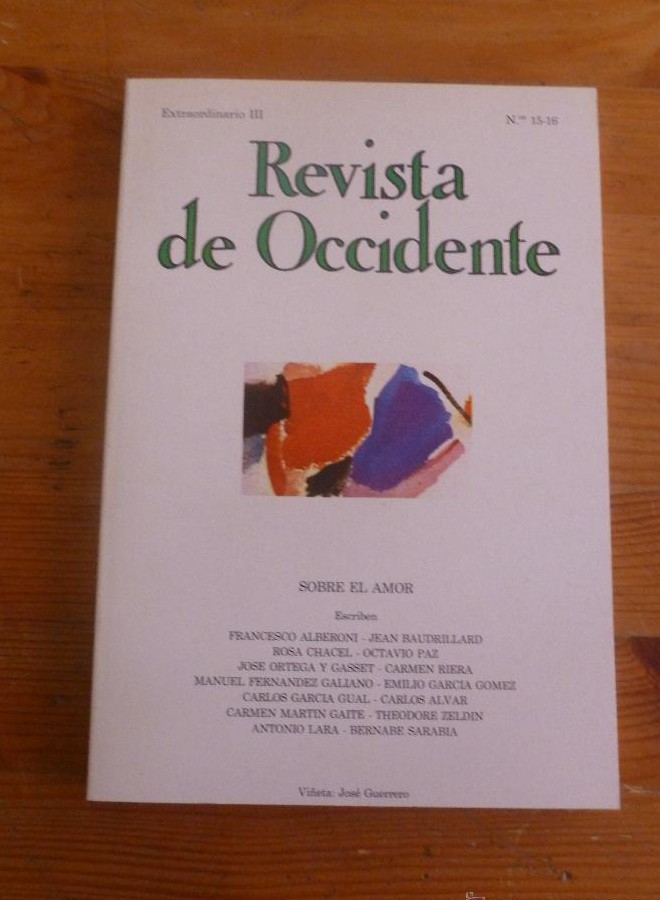 Extraordinario III
N.os 15-16
Revista
de Occidente
SOBRE EL AMOR
Escriben
FRANCESCO ALBERONI - JEAN BAUDRILLARD
ROSA CHACEL - OCTAVIO PAZ
JOSE ORTEGA Y GASSET - CARMEN RIERA
MANUEL FERNANDEZ GALIANO - EMILIO GARCIA GOMEZ
CARLOS GARCIA GUAL - CARLOS ALVAR
CARMEN MARTIN GAITE - THEODORE ZELDIN
ANTONIO LARA - BERNABE SARABIA
Viñeta: José Guerrero